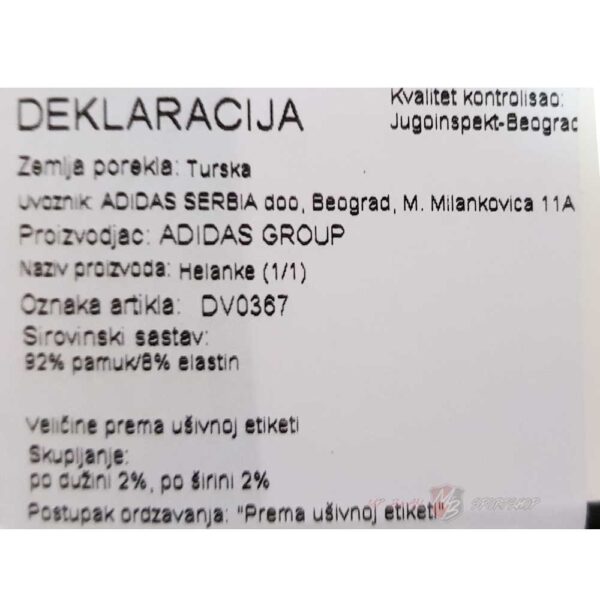 DEKLARACIJA
Kvalitet kontrolisao:
Jugoinspekt-Beograd
Zemlja porekla: Turska
Uvoznik: ADIDAS SERBIA doo, Beograd, M. Milankovica 11A
Proizvodjac: ADIDAS GROUP
Naziv proizvoda: Helanke (1/1)
Oznaka artikla: DV0367
Sirovinski sastav:
92% pamuk/8% elastin
Veličine prema ušivnoj etiketi
Skupljanje:
po dužini 2%, po širini 2%
Postupak ordzavanja: "Prema ušivnoj etiketi"
MB SPORTSHOP